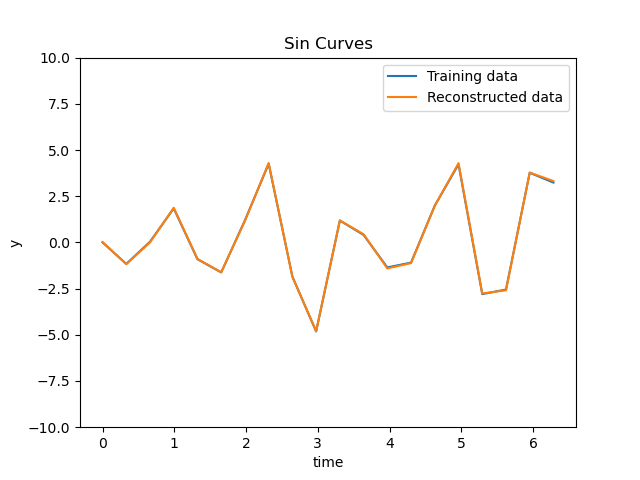 Sin Curves
Training data
Reconstructed data
10.0
7.5
5.0
2.5
0.0
−2.5
−5.0
−7.5
−10.0
y
0 1 2 3 4 5 6
time